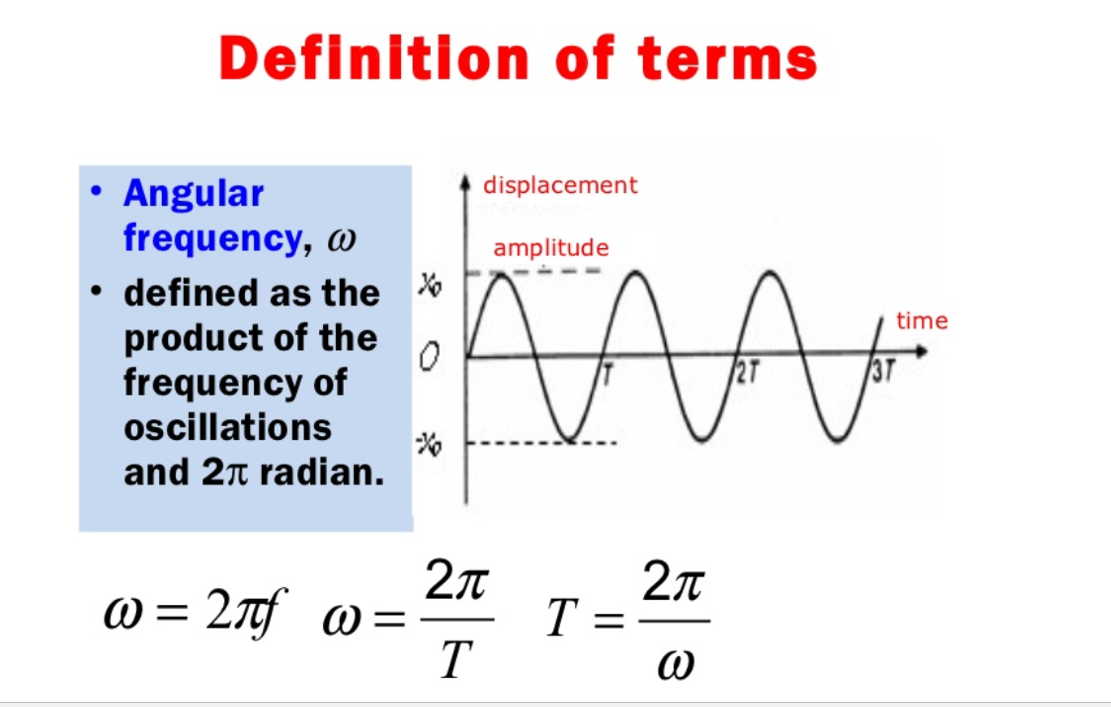 Definition of terms
• Angular
frequency, ω
• defined as the
product of the
frequency of
oscillations
and 2π radian.
displacement
amplitude
X₀
0
-X₀
T
2T
3T
time
ω = 2πf
ω = 2π/T
T = 2π/ω